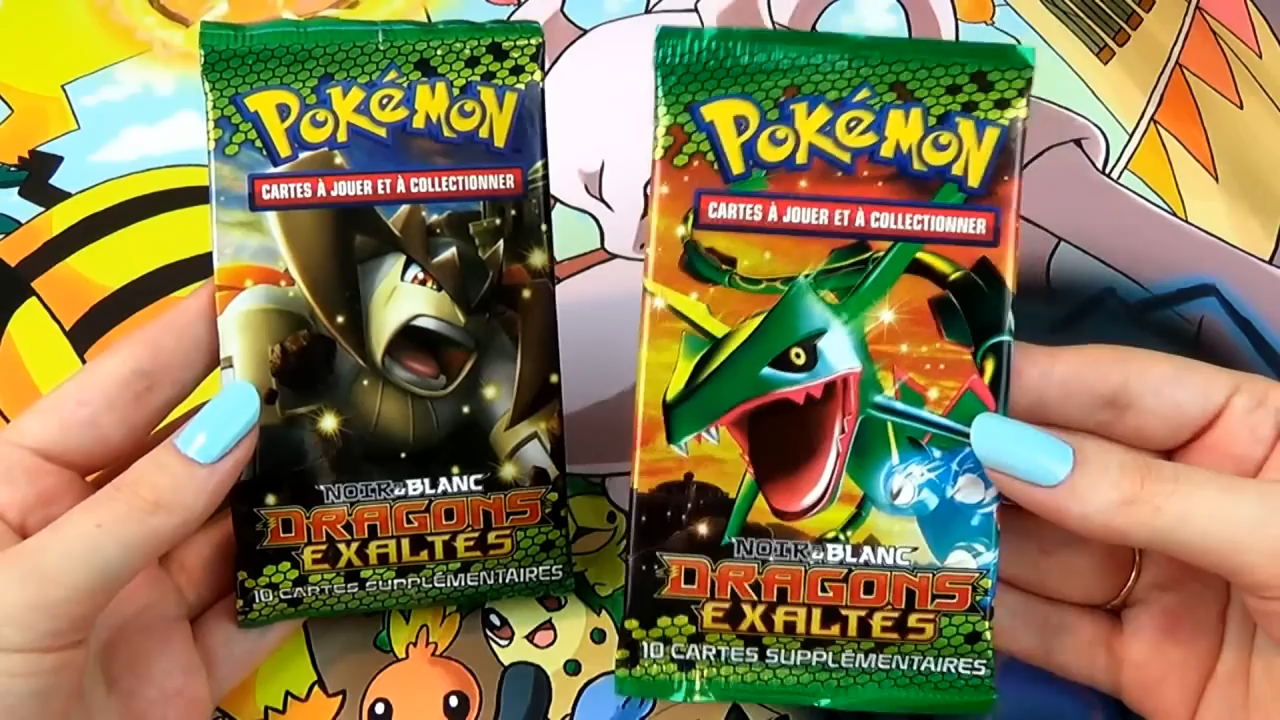 POKéMON
CARTES À JOUER ET À COLLECTIONNER
NOIR & BLANC
DRAGONS
EXALTÉS
10 CARTES SUPPLÉMENTAIRES
POKéMON
CARTES À JOUER ET À COLLECTIONNER
NOIR & BLANC
DRAGONS
EXALTÉS
10 CARTES SUPPLÉMENTAIRES